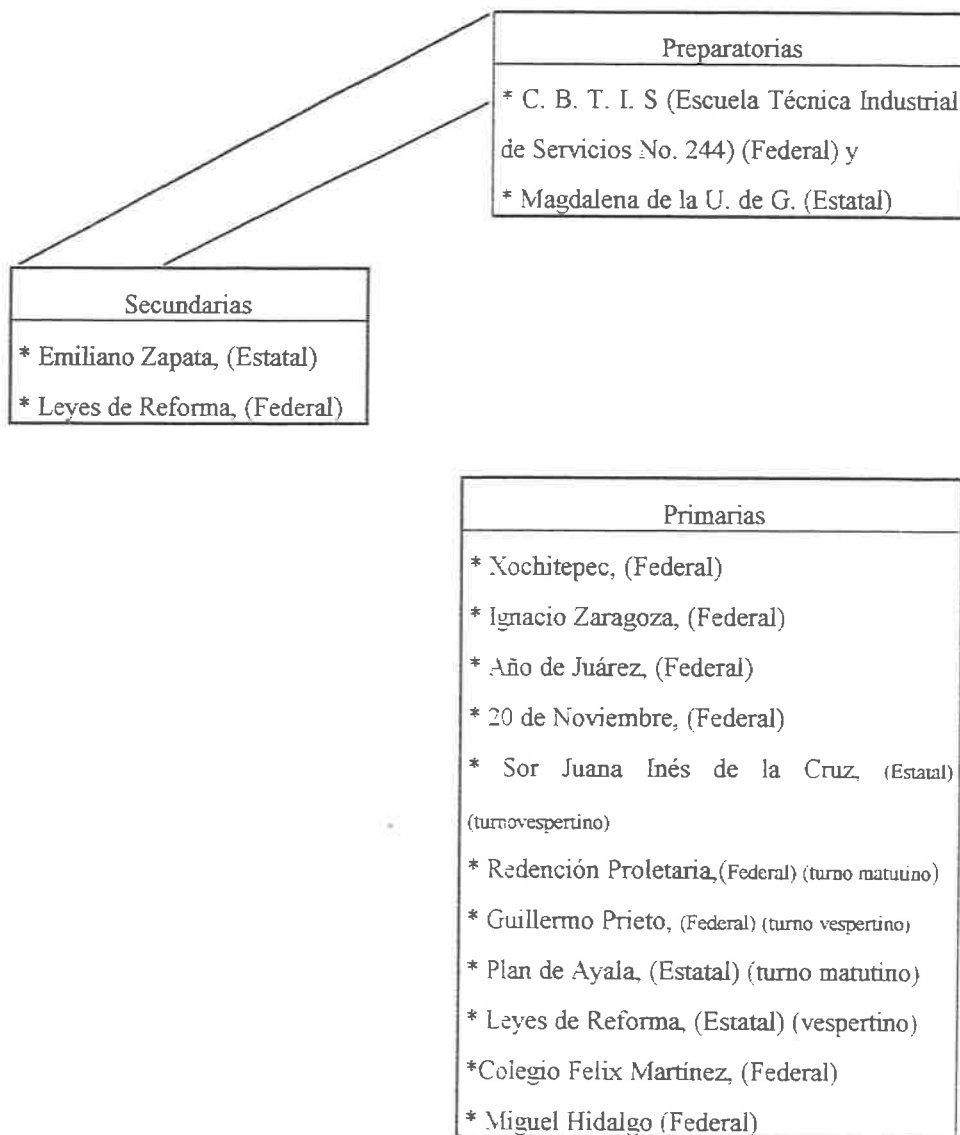 Preparatorias
* C. B. T. I. S (Escuela Técnica Industrial
de Servicios No. 244) (Federal) y
* Magdalena de la U. de G. (Estatal)
Secundarias
* Emiliano Zapata, (Estatal)
* Leyes de Reforma, (Federal)
Primarias
* Xochitepec, (Federal)
* Ignacio Zaragoza, (Federal)
* Año de Juárez, (Federal)
* 20 de Noviembre, (Federal)
* Sor Juana Inés de la Cruz, (Estatal)
(turnovespertino)
* Redención Proletaria,(Federal) (turno matutino)
* Guillermo Prieto, (Federal) (turno vespertino)
* Plan de Ayala, (Estatal) (turno matutino)
* Leyes de Reforma, (Estatal) (vespertino)
*Colegio Felix Martínez, (Federal)
* Miguel Hidalgo (Federal)